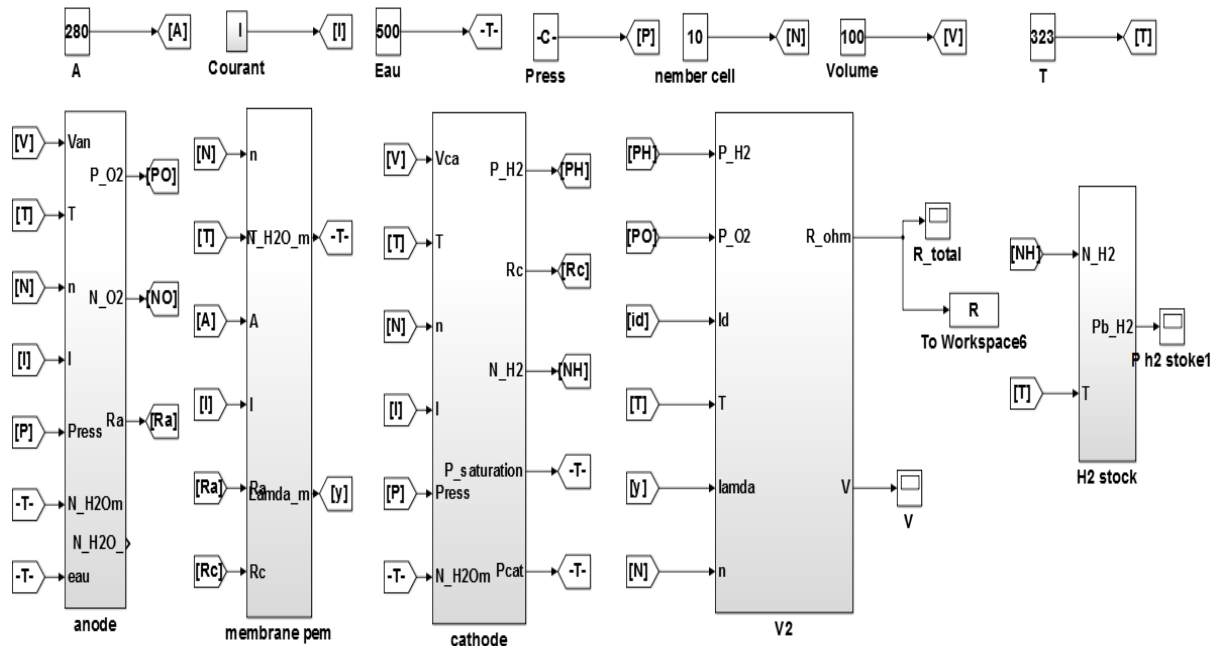 280
[A]
A
I
[I]
Courant
500
-T-
Eau
-C-
[P]
Press
10
[N]
nember cell
100
[V]
Volume
323
[T]
T
[V]
Van
P_O2
[PO]
[T]
T
[N]
n
N_O2
[NO]
[I]
I
Ra
[Ra]
[P]
Press
-T-
N_H2Om
N_H2O_
-T-
eau
anode
[N]
n
[T]
T
N_H2O_m
-T-
[A]
A
[I]
I
[Ra]
Ra
Lamda_m
[y]
[Rc]
Rc
membrane pem
[V]
Vca
P_H2
[PH]
[T]
T
Rc
[Rc]
[N]
n
N_H2
[NH]
[I]
I
P_saturation
-T-
[P]
Press
Pcat
-T-
-T-
N_H2Om
cathode
[PH]
P_H2
[PO]
P_O2
R_ohm
R_total
[id]
Id
R
To Workspace6
[T]
T
[y]
lamda
V
V
[N]
n
V2
[NH]
N_H2
Pb_H2
P h2 stoke1
[T]
T
H2 stock